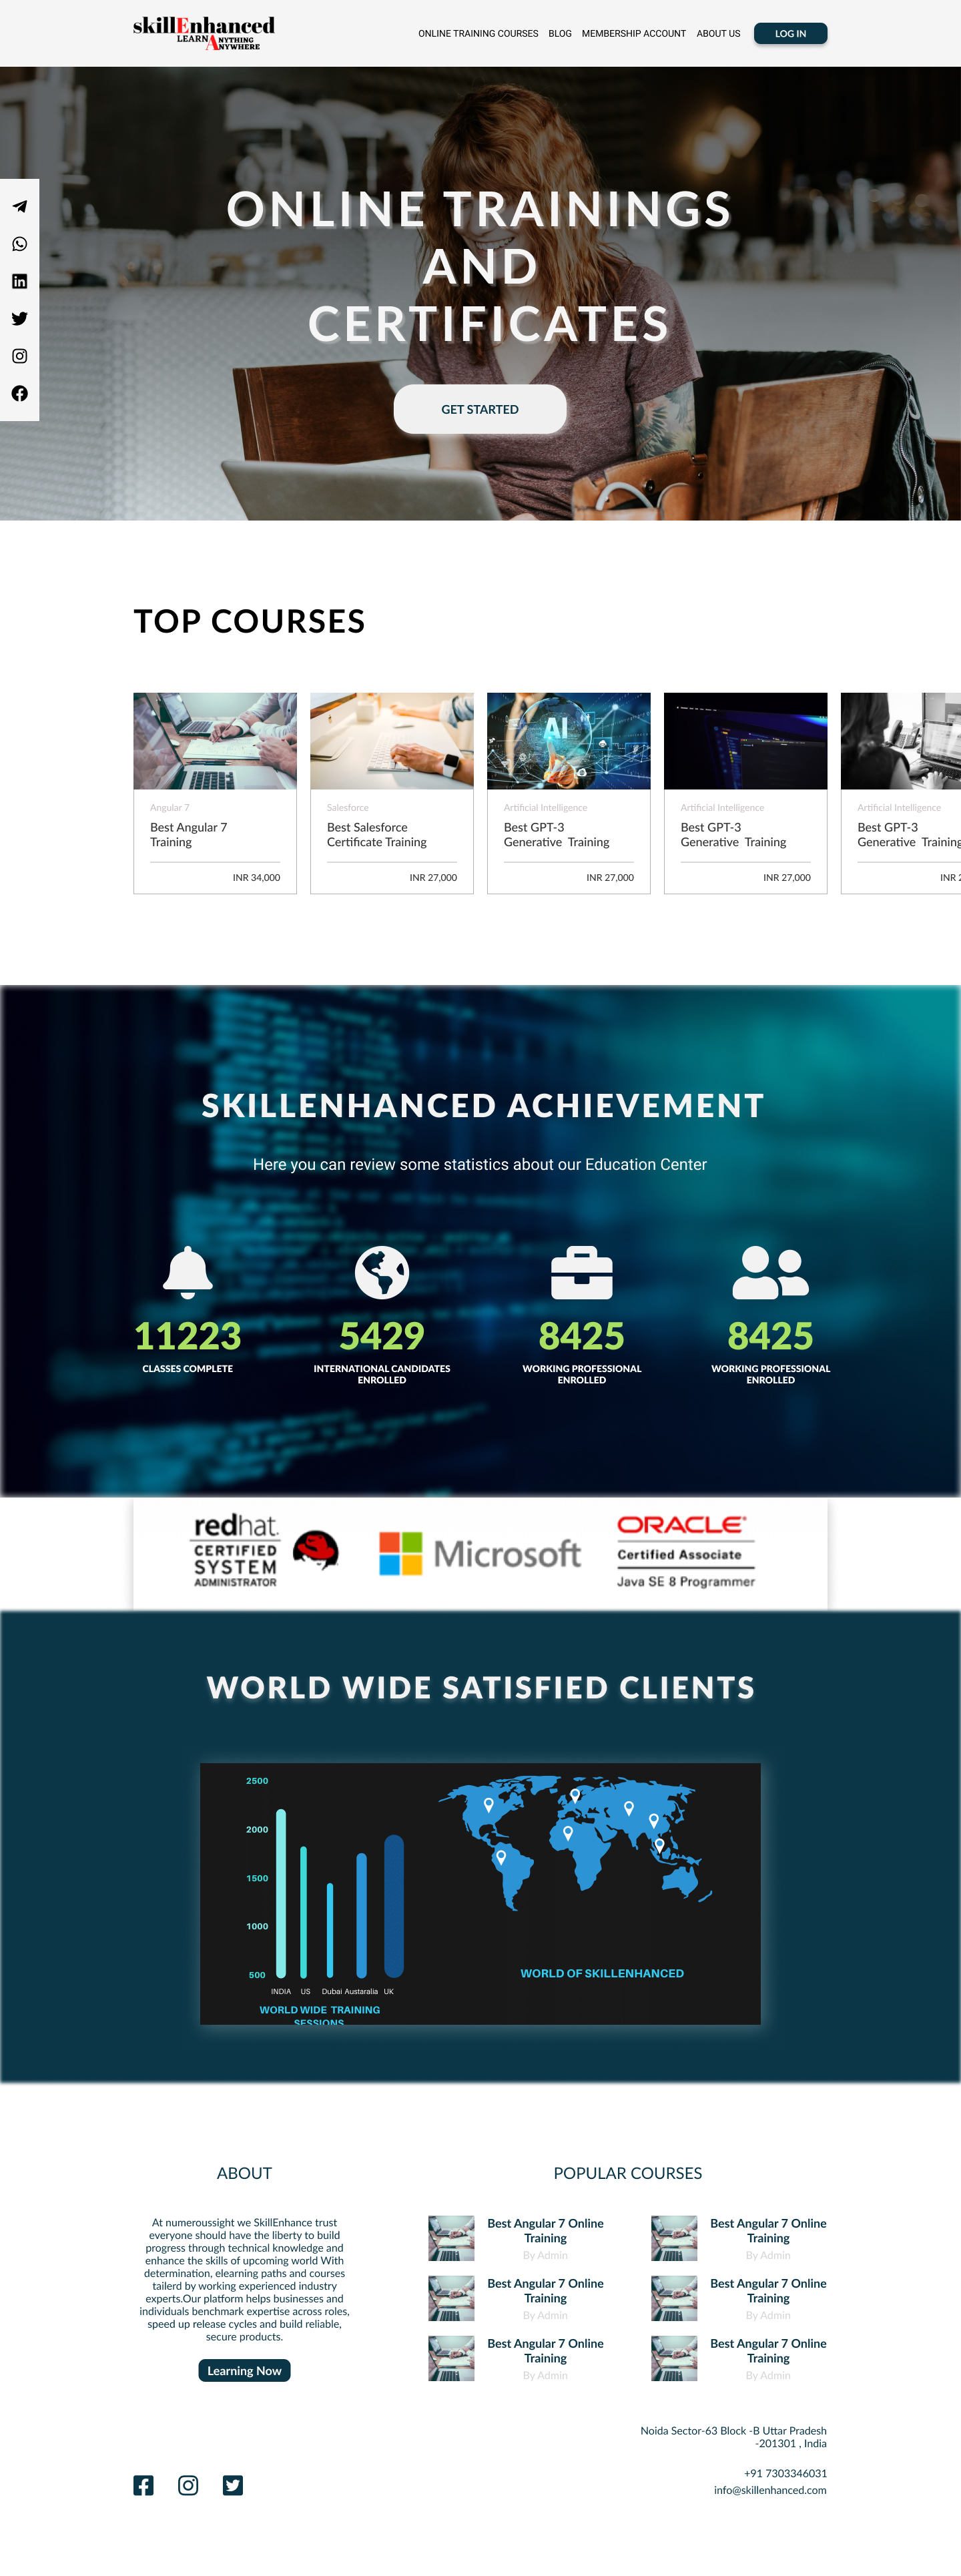 skillEnhanced
LEARN ANYTHING
ANYWHERE
ONLINE TRAINING COURSES
BLOG
MEMBERSHIP ACCOUNT
ABOUT US
LOG IN
ONLINE TRAININGS
AND
CERTIFICATES
GET STARTED
TOP COURSES
AI
Angular 7
Best Angular 7
Training
INR 34,000
Salesforce
Best Salesforce
Certificate Training
INR 27,000
Artificial Intelligence
Best GPT-3
Generative Training
INR 27,000
Artificial Intelligence
Best GPT-3
Generative Training
INR 27,000
Artificial Intelligence
Best GPT-3
Generative Training
INR 2
SKILLENHANCED ACHIEVEMENT
Here you can review some statistics about our Education Center
11223
CLASSES COMPLETE
5429
INTERNATIONAL CANDIDATES
ENROLLED
8425
WORKING PROFESSIONAL
ENROLLED
8425
WORKING PROFESSIONAL
ENROLLED
redhat.
CERTIFIED
SYSTEM
ADMINISTRATOR
Microsoft
ORACLE
Certified Associate
Java SE 8 Programmer
WORLD WIDE SATISFIED CLIENTS
2500
2000
1500
1000
500
INDIA US Dubai Austaralia UK
WORLD WIDE TRAINING
SESSIONS
WORLD OF SKILLENHANCED
ABOUT
At numeroussight we SkillEnhance trust
everyone should have the liberty to build
progress through technical knowledge and
enhance the skills of upcoming world With
determination, elearning paths and courses
tailerd by working experienced industry
experts.Our platform helps businesses and
individuals benchmark expertise across roles,
speed up release cycles and build reliable,
secure products.
Learning Now
POPULAR COURSES
Best Angular 7 Online
Training
By Admin
Best Angular 7 Online
Training
By Admin
Best Angular 7 Online
Training
By Admin
Best Angular 7 Online
Training
By Admin
Best Angular 7 Online
Training
By Admin
Best Angular 7 Online
Training
By Admin
Noida Sector-63 Block -B Uttar Pradesh
-201301 , India
+91 7303346031
info@skillenhanced.com